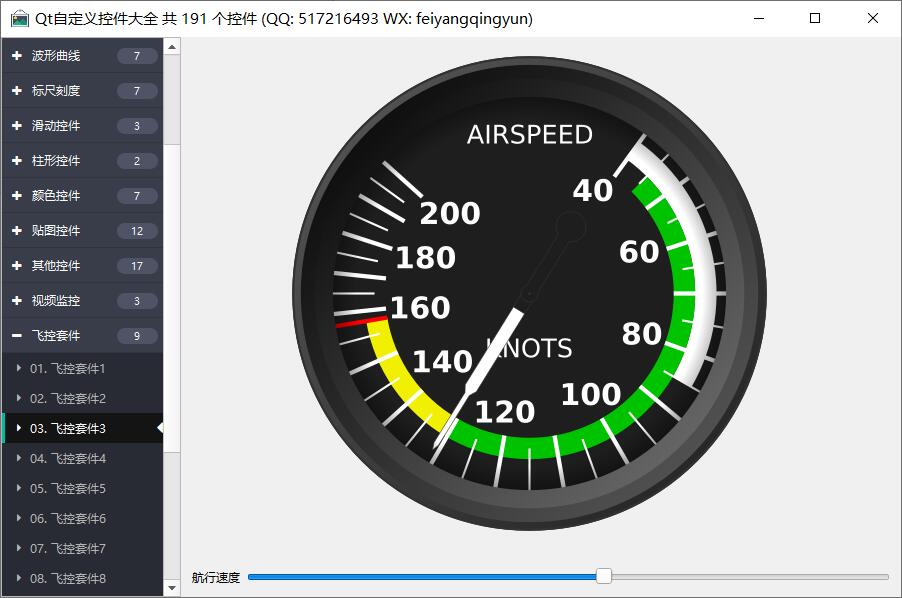 Qt自定义控件大全 共 191 个控件 (QQ: 517216493 WX: feiyangqingyun)
波形曲线 7
标尺刻度 7
滑动控件 3
柱形控件 2
颜色控件 7
贴图控件 12
其他控件 17
视频监控 3
飞控套件 9
01. 飞控套件1
02. 飞控套件2
03. 飞控套件3
04. 飞控套件4
05. 飞控套件5
06. 飞控套件6
07. 飞控套件7
08. 飞控套件8
AIRSPEED
40
60
80
100
120
140
160
180
200
KNOTS
航行速度